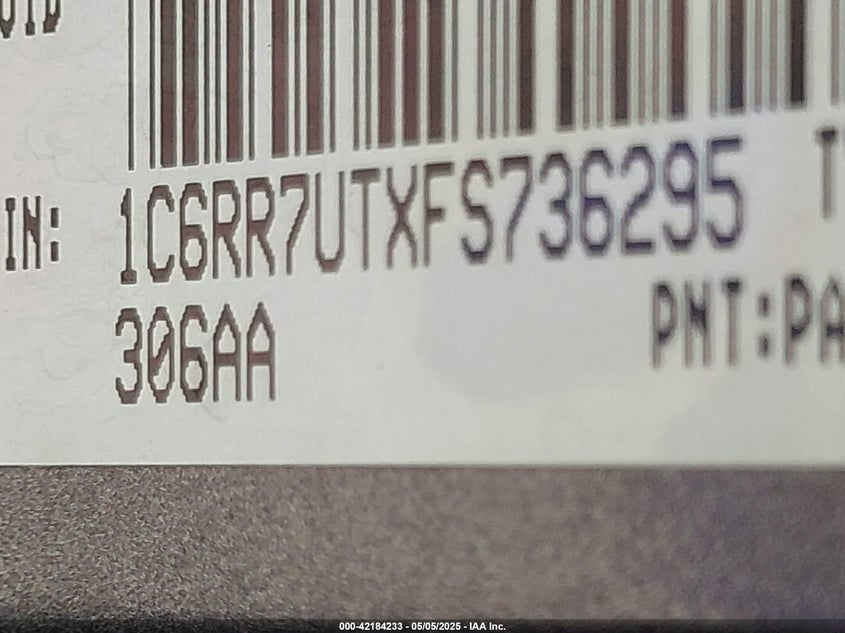 IN: 1C6RR7UTXFS736295
306AA PNT:PA
000-42184233 - 05/05/2025 - IAA Inc.